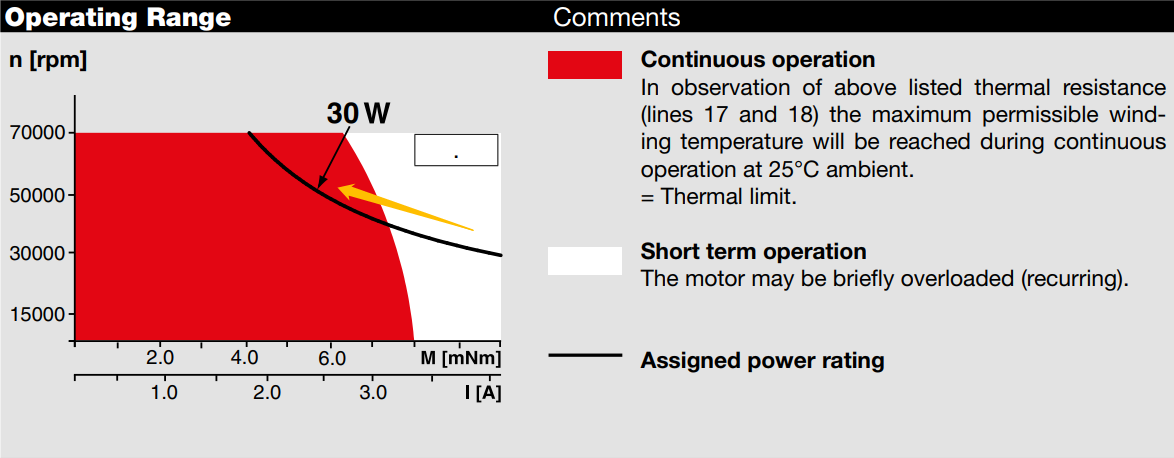 Operating Range
Comments
n [rpm]
30 W
70000
50000
30000
15000
.
2.0 4.0 6.0 M [mNm]
1.0 2.0 3.0 I [A]
Continuous operation
In observation of above listed thermal resistance
(lines 17 and 18) the maximum permissible wind-
ing temperature will be reached during continuous
operation at 25°C ambient.
= Thermal limit.
Short term operation
The motor may be briefly overloaded (recurring).
Assigned power rating